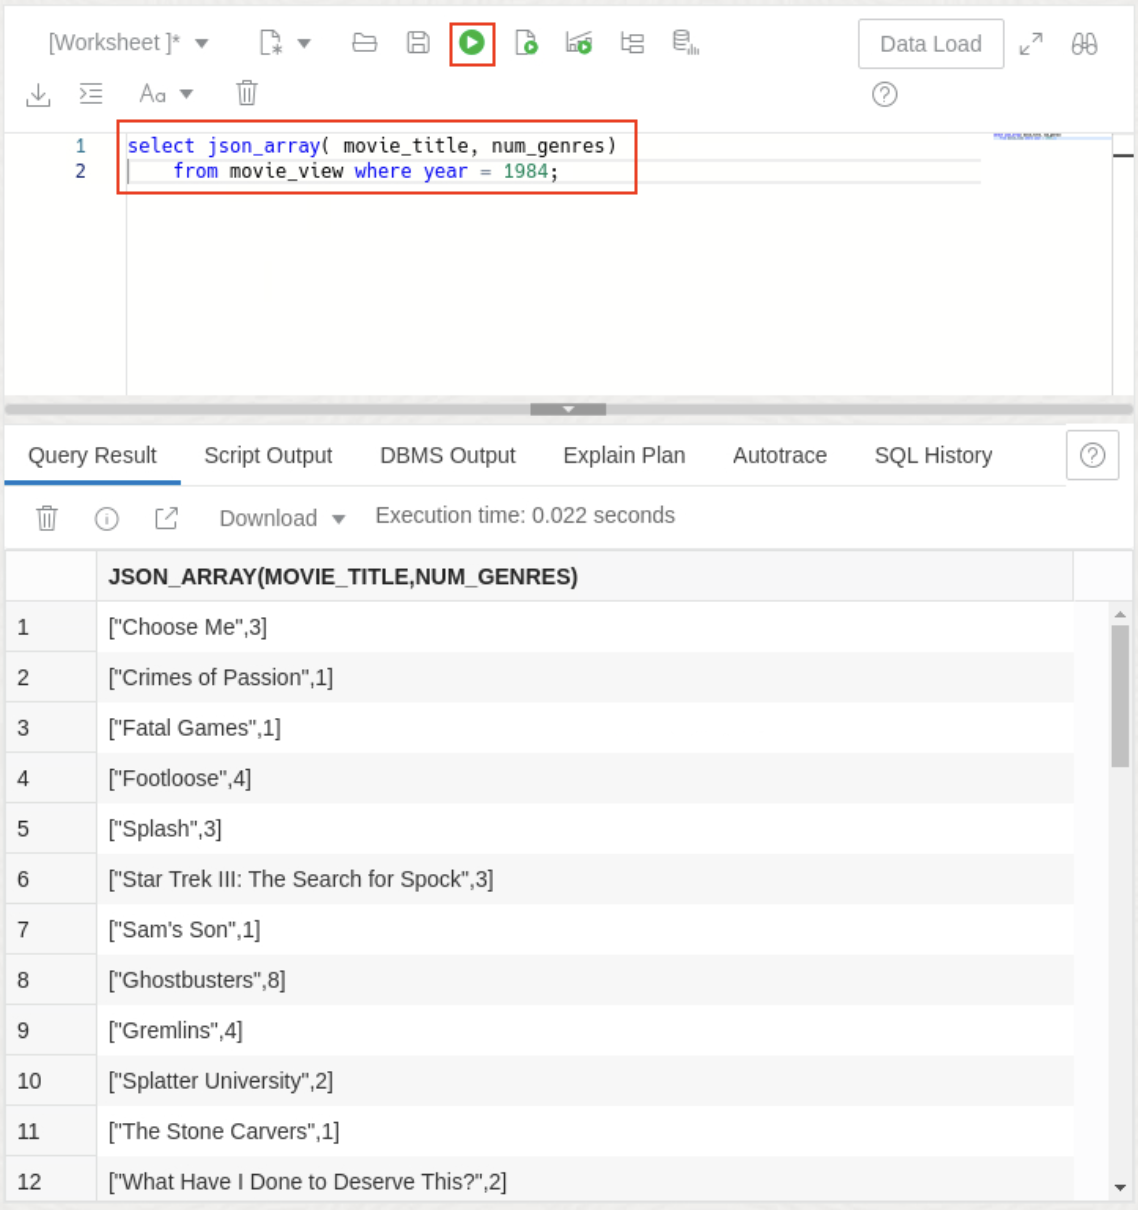 [Worksheet ]*
Data Load
Aa
1 select json_array( movie_title, num_genres)
2 from movie_view where year = 1984;
Query Result Script Output DBMS Output Explain Plan Autotrace SQL History
Download Execution time: 0.022 seconds
JSON_ARRAY(MOVIE_TITLE,NUM_GENRES)
1 ["Choose Me",3]
2 ["Crimes of Passion",1]
3 ["Fatal Games",1]
4 ["Footloose",4]
5 ["Splash",3]
6 ["Star Trek III: The Search for Spock",3]
7 ["Sam's Son",1]
8 ["Ghostbusters",8]
9 ["Gremlins",4]
10 ["Splatter University",2]
11 ["The Stone Carvers",1]
12 ["What Have I Done to Deserve This?",2]